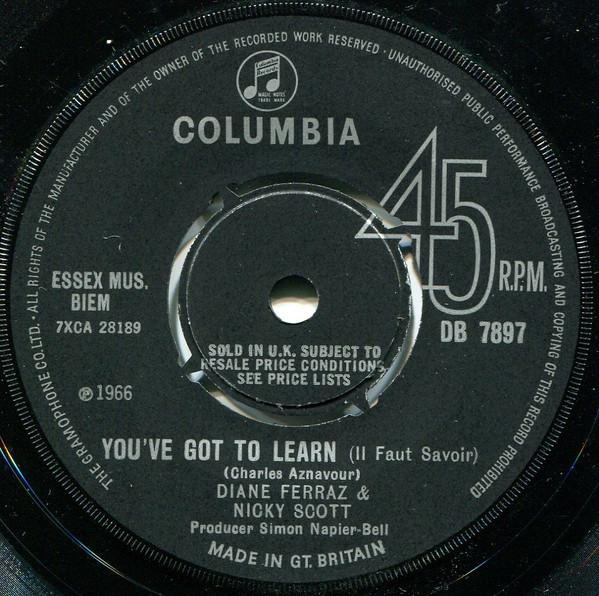 THE GRAMOPHONE CO. LTD. · ALL RIGHTS OF THE MANUFACTURER AND OF THE OWNER OF THE RECORDED WORK RESERVED · UNAUTHORISED PUBLIC PERFORMANCE BROADCASTING AND COPYING OF THIS RECORD PROHIBITED
Columbia
Records
MAGIC NOTES
TRADE MARK
COLUMBIA
45
R.P.M.
ESSEX MUS.
BIEM
7XCA 28189
DB 7897
SOLD IN U.K. SUBJECT TO
RESALE PRICE CONDITIONS
SEE PRICE LISTS
℗ 1966
YOU'VE GOT TO LEARN (Il Faut Savoir)
(Charles Aznavour)
DIANE FERRAZ &
NICKY SCOTT
Producer Simon Napier-Bell
MADE IN GT. BRITAIN